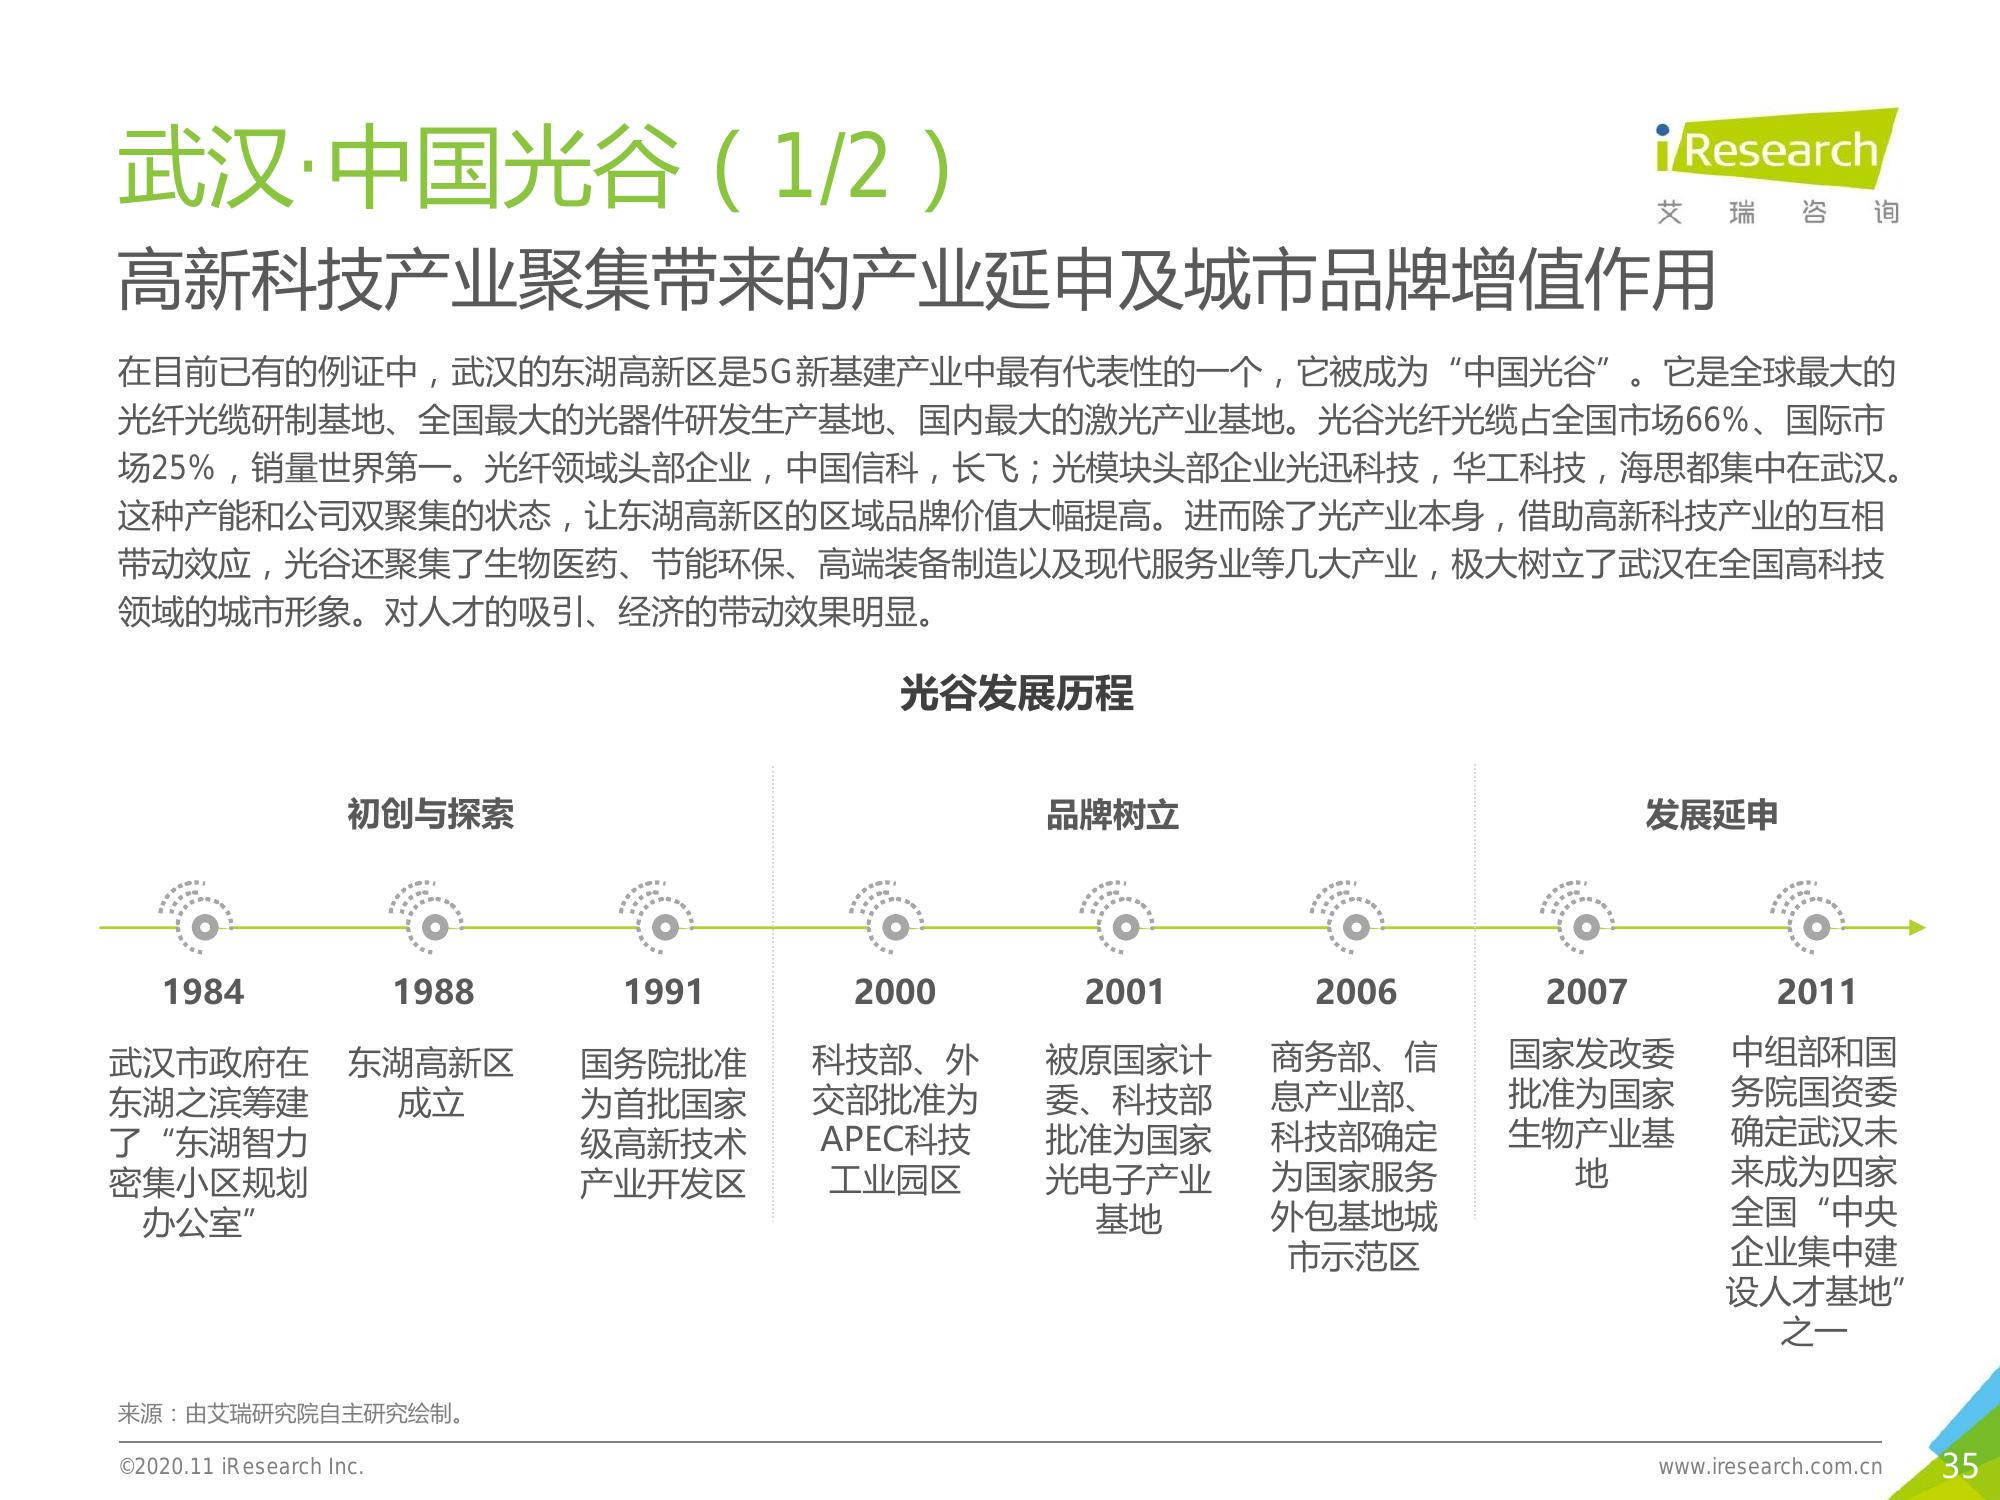 武汉·中国光谷（1/2）
iResearch
艾瑞咨询
高新科技产业聚集带来的产业延申及城市品牌增值作用
在目前已有的例证中，武汉的东湖高新区是5G新基建产业中最有代表性的一个，它被成为“中国光谷”。它是全球最大的
光纤光缆研制基地、全国最大的光器件研发生产基地、国内最大的激光产业基地。光谷光纤光缆占全国市场66%、国际市
场25%，销量世界第一。光纤领域头部企业，中国信科，长飞；光模块头部企业光迅科技，华工科技，海思都集中在武汉。
这种产能和公司双聚集的状态，让东湖高新区的区域品牌价值大幅提高。进而除了光产业本身，借助高新科技产业的互相
带动效应，光谷还聚集了生物医药、节能环保、高端装备制造以及现代服务业等几大产业，极大树立了武汉在全国高科技
领域的城市形象。对人才的吸引、经济的带动效果明显。
光谷发展历程
初创与探索
品牌树立
发展延申
1984
1988
1991
2000
2001
2006
2007
2011
武汉市政府在
东湖之滨筹建
了“东湖智力
密集小区规划
办公室”
东湖高新区
成立
国务院批准
为首批国家
级高新技术
产业开发区
科技部、外
交部批准为
APEC科技
工业园区
被原国家计
委、科技部
批准为国家
光电子产业
基地
商务部、信
息产业部、
科技部确定
为国家服务
外包基地城
市示范区
国家发改委
批准为国家
生物产业基
地
中组部和国
务院国资委
确定武汉未
来成为四家
全国“中央
企业集中建
设人才基地”
之一
来源：由艾瑞研究院自主研究绘制。
©2020.11 iResearch Inc.
www.iresearch.com.cn
35